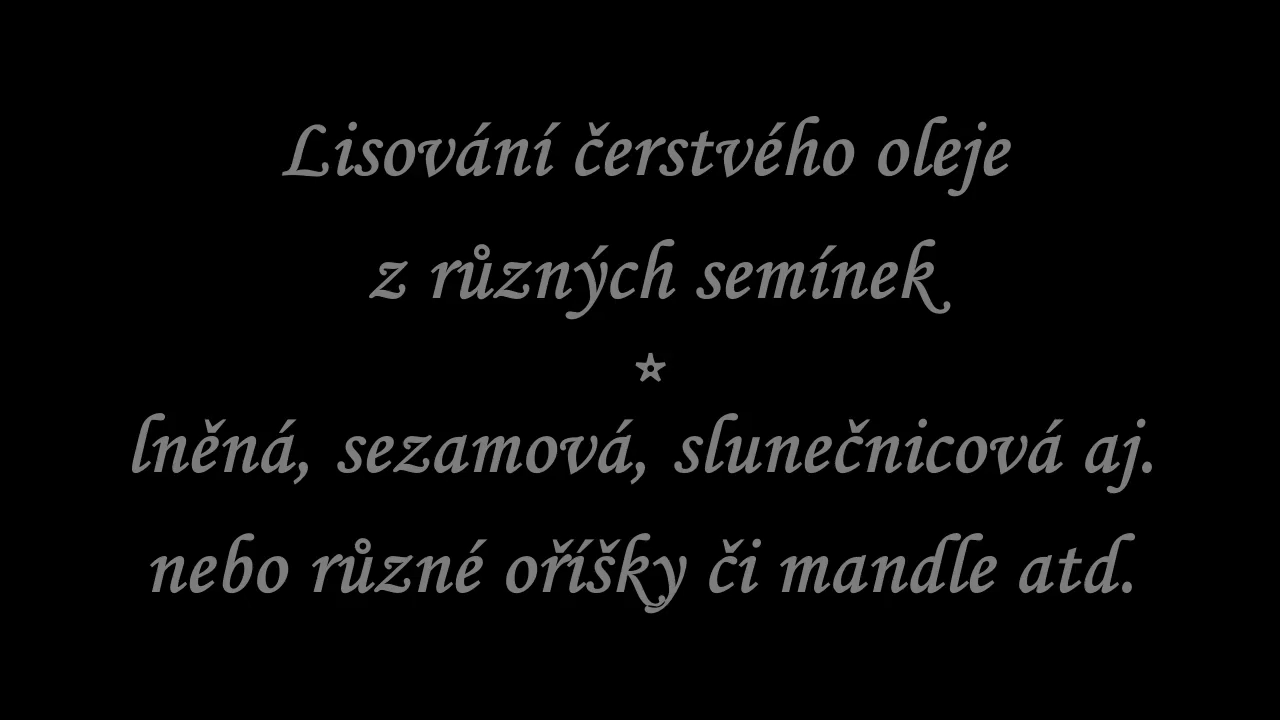 Lisování čerstvého oleje
z různých semínek
*
lněná, sezamová, slunečnicová aj.
nebo různé oříšky či mandle atd.